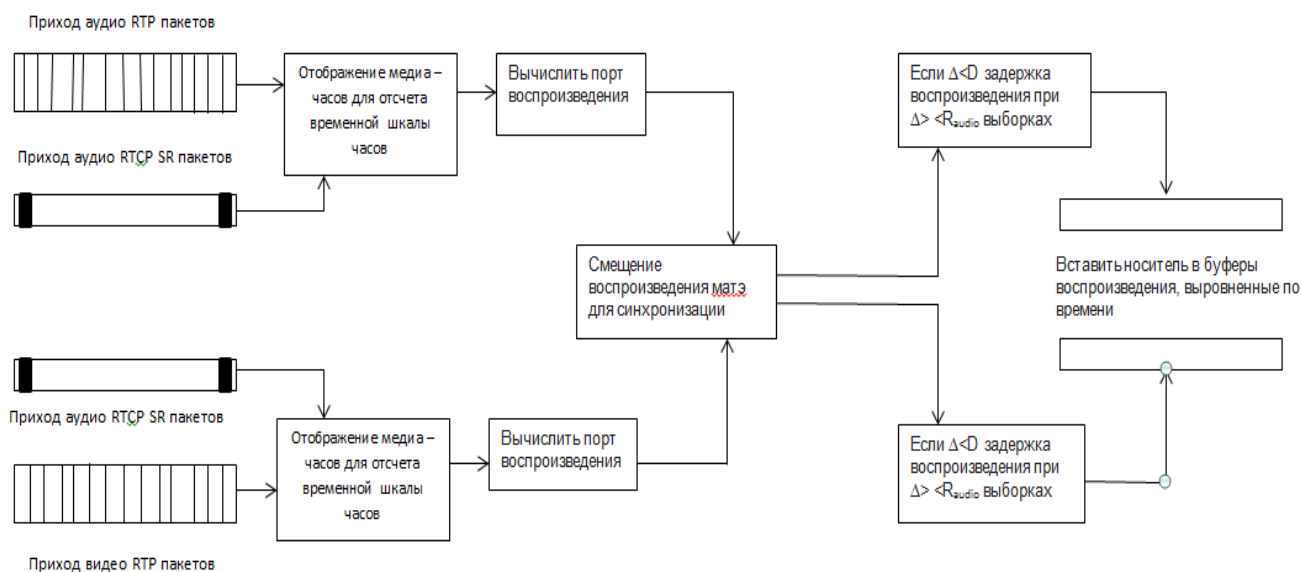 Приход аудио RTP пакетов
Отображение медиа –
часов для отсчета
временной шкалы
часов
Вычислить порт
воспроизведения
Если Δ<D задержка
воспроизведения при
Δ> <Raudio выборках
Приход аудио RTCP SR пакетов
Смещение
воспроизведения матэ
для синхронизации
Вставить носитель в буферы
воспроизведения, выровненные по
времени
Приход аудио RTCP SR пакетов
Отображение медиа –
часов для отсчета
временной шкалы
часов
Вычислить порт
воспроизведения
Если Δ<D задержка
воспроизведения при
Δ> <Raudio выборках
Приход видео RTP пакетов